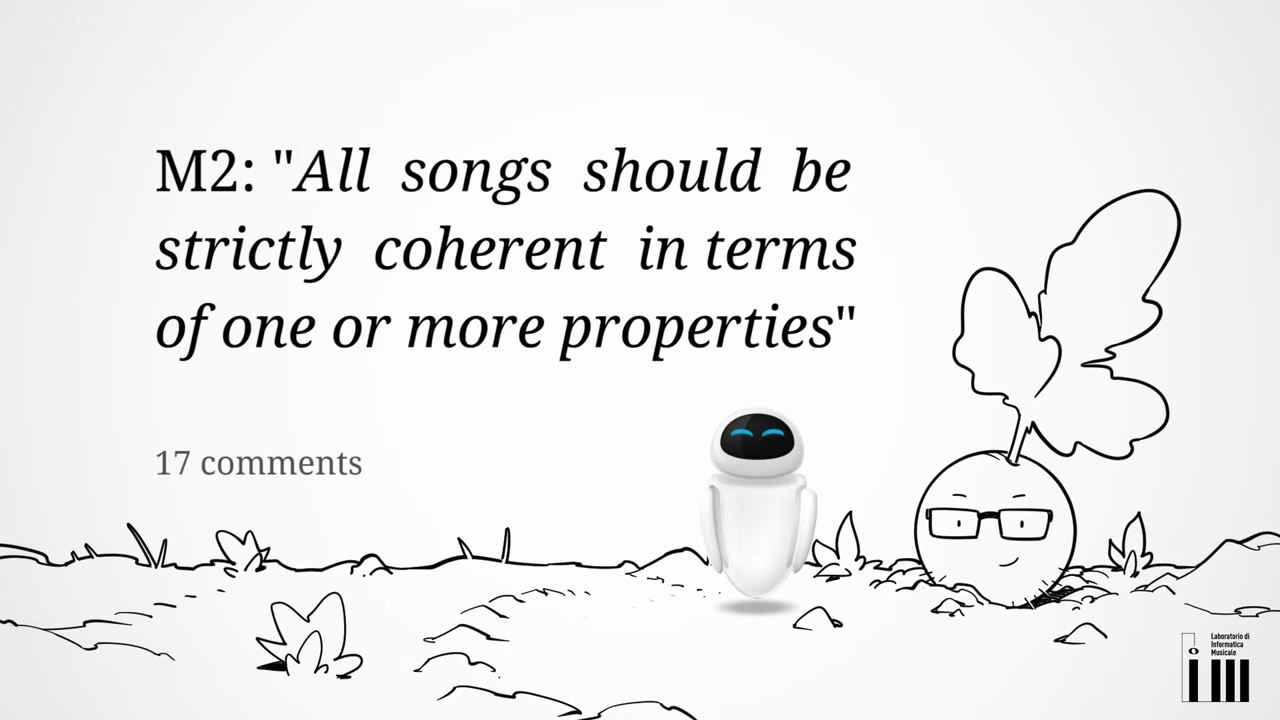 M2: "All songs should be
strictly coherent in terms
of one or more properties"
17 comments
Laboratorio di
Informatica
Musicale